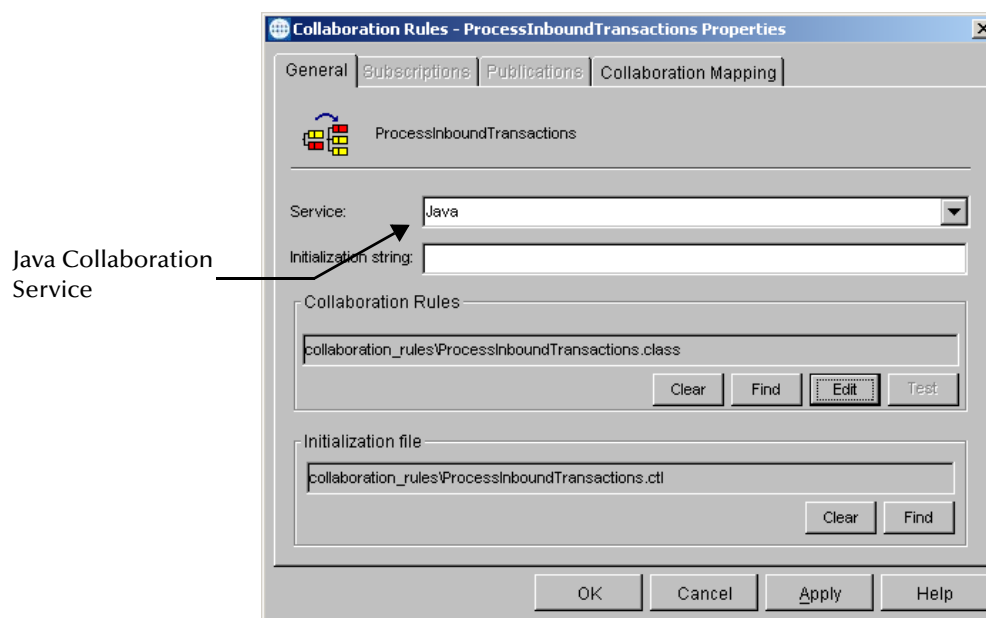 Collaboration Rules - ProcessInboundTransactions Properties
General Subscriptions Publications Collaboration Mapping
ProcessInboundTransactions
Service: Java
Java Collaboration Service
Initialization string:
Collaboration Rules
collaboration_rules\ProcessInboundTransactions.class
Clear Find Edit Test
Initialization file
collaboration_rules\ProcessInboundTransactions.ctl
Clear Find
OK Cancel Apply Help